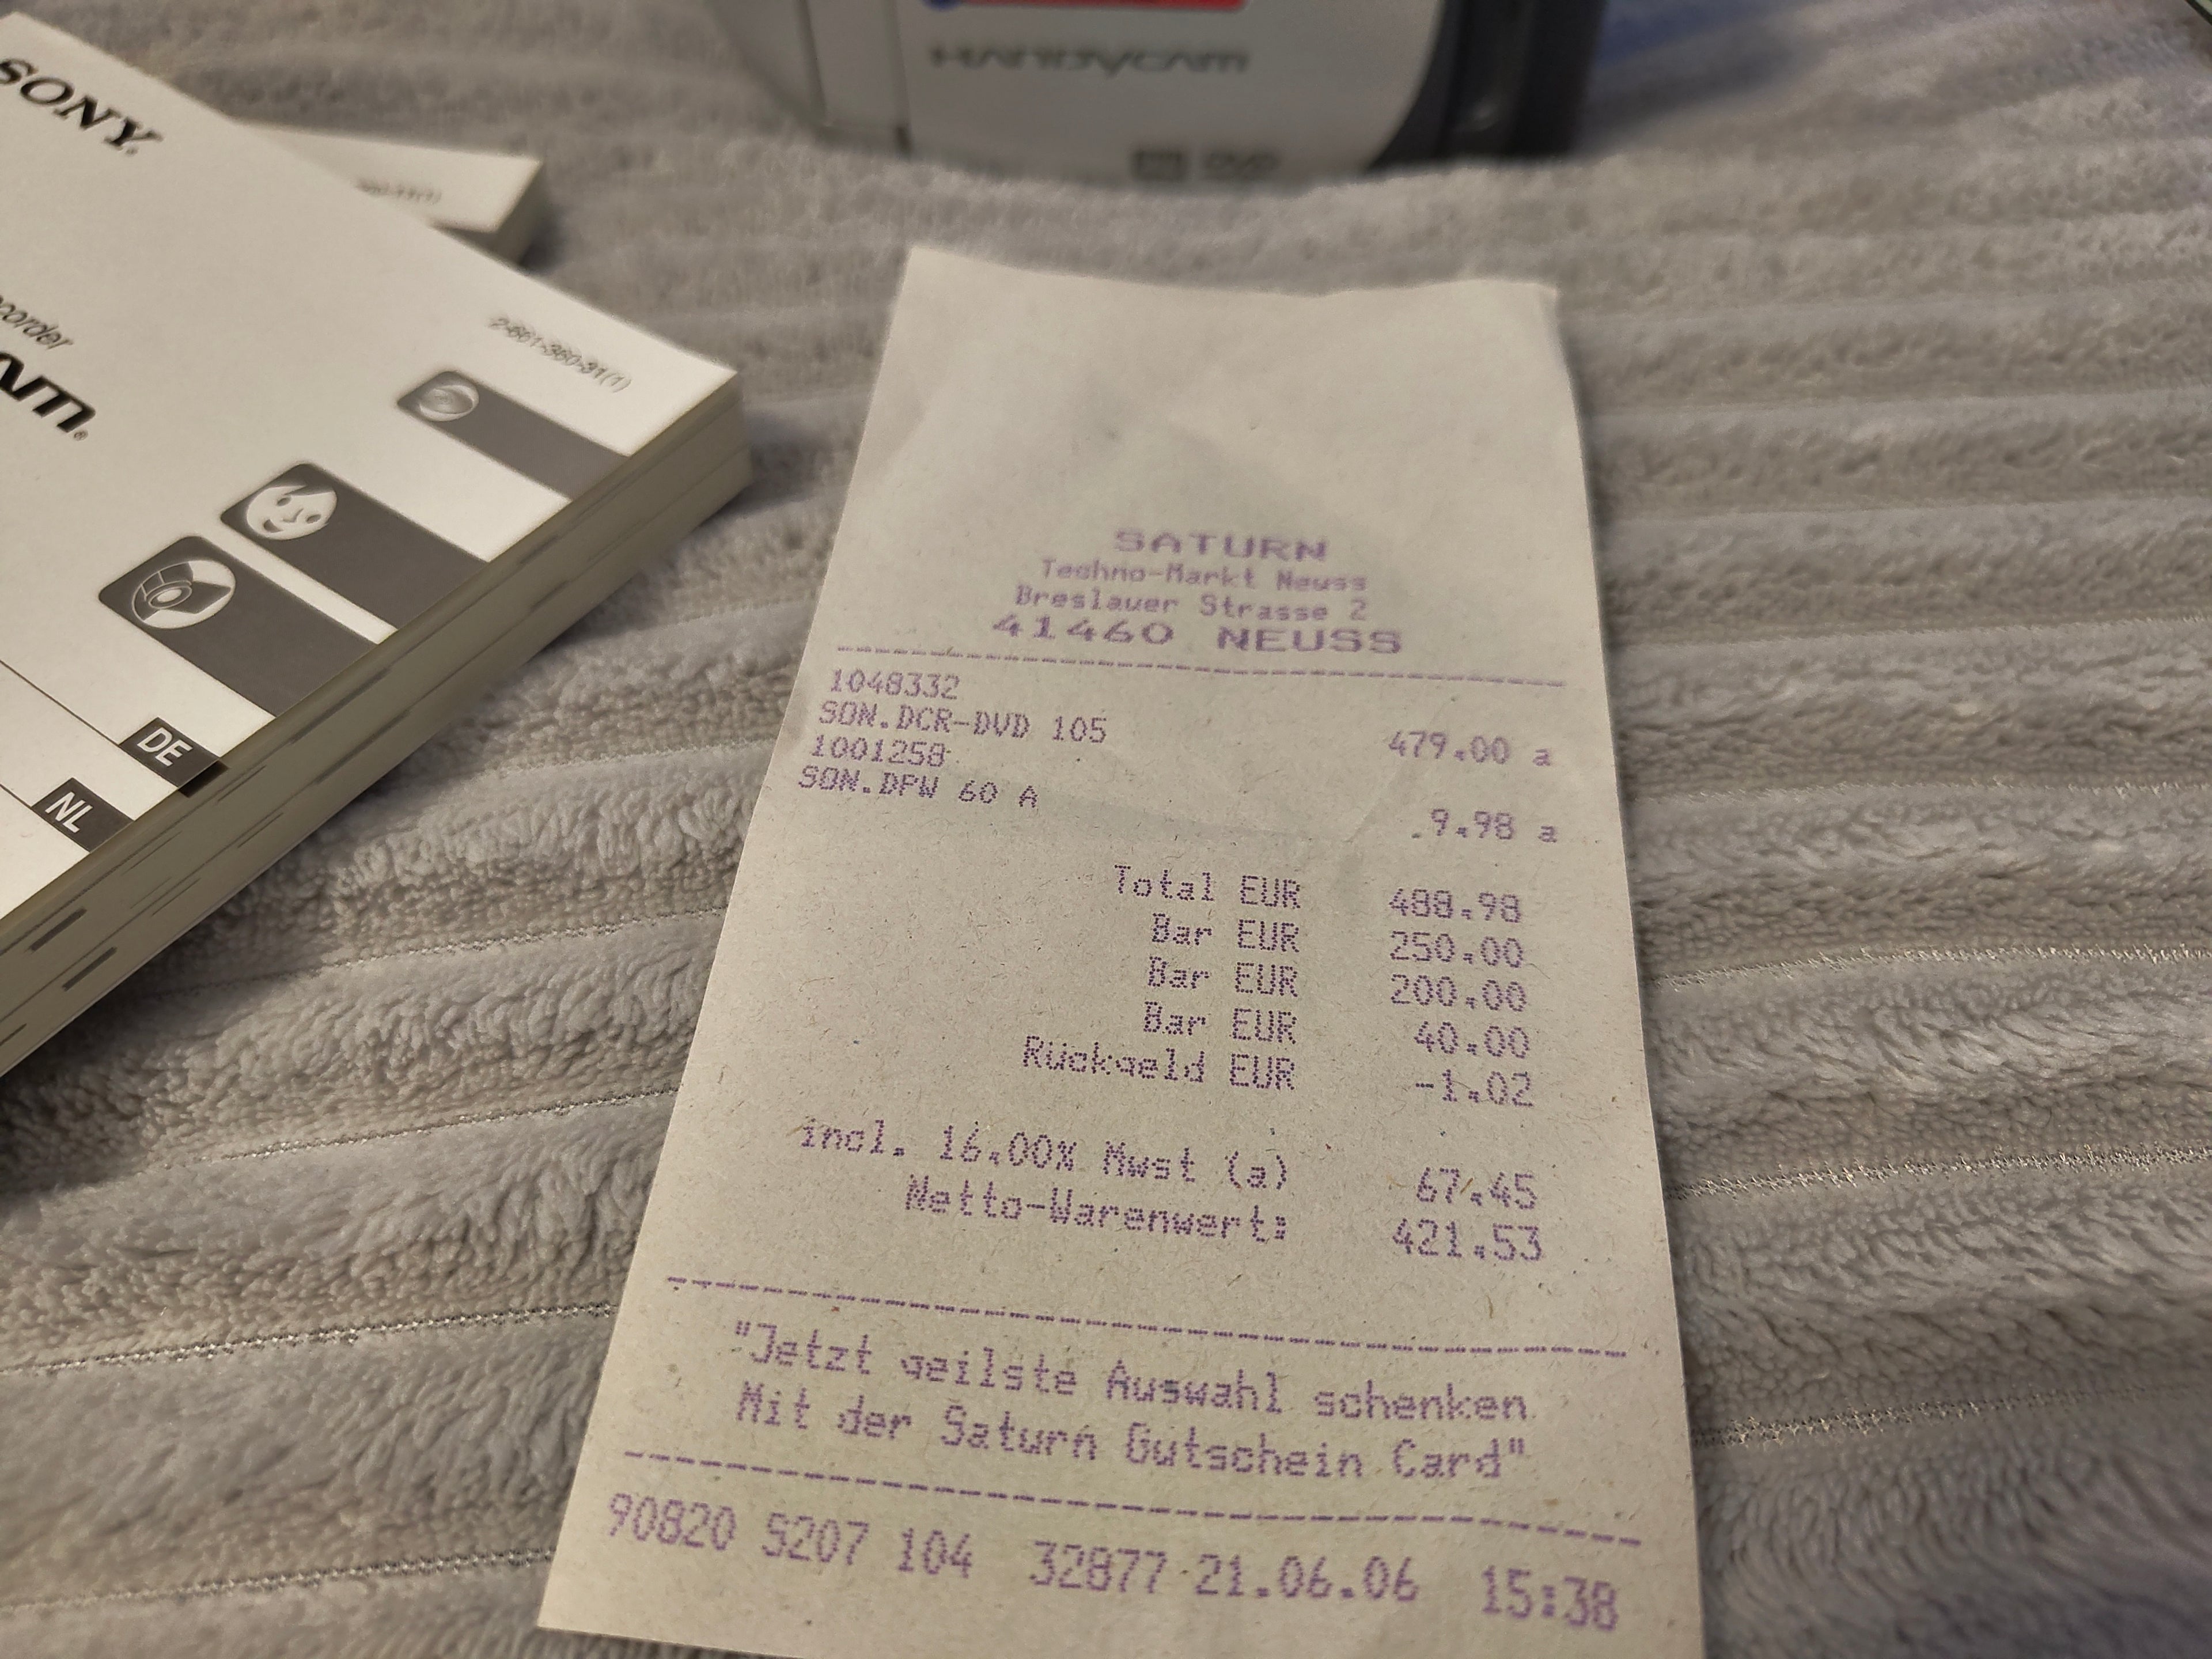 HANDYCAM
DVD
SONY
2-661-360-31(1)
DE
NL
SATURN
Techno-Markt Neuss
Breslauer Strasse 2
41460 NEUSS
1048332
SON.DCR-DVD 105
479.00 a
1001258
SON.DPW 60 A
9.98 a
Total EUR 488.98
Bar EUR 250.00
Bar EUR 200.00
Bar EUR 40.00
Rückgeld EUR -1.02
incl. 16.00% Mwst (a) 67.45
Netto-Warenwert: 421.53
"Jetzt geilste Auswahl schenken
Mit der Saturn Gutschein Card"
90820 S207 104 32877 21.06.06 15:38